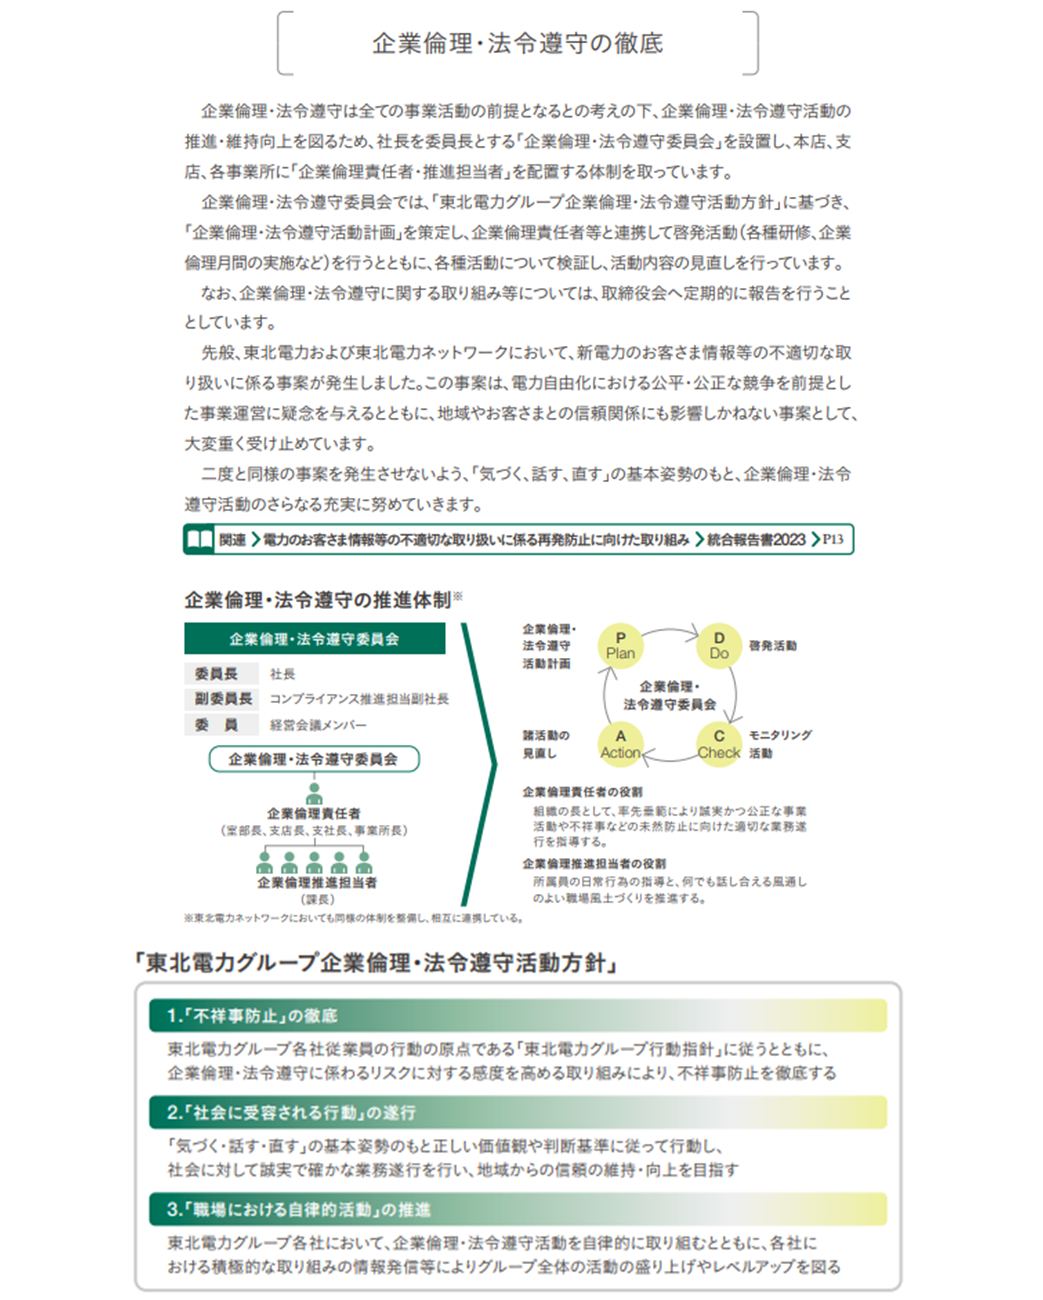 企業倫理・法令遵守の徹底
企業倫理・法令遵守は全ての事業活動の前提となるとの考えの下、企業倫理・法令遵守活動の
推進・維持向上を図るため、社長を委員長とする「企業倫理・法令遵守委員会」を設置し、本店、支
店、各事業所に「企業倫理責任者・推進担当者」を配置する体制を取っています。
企業倫理・法令遵守委員会では、「東北電力グループ企業倫理・法令遵守活動方針」に基づき、
「企業倫理・法令遵守活動計画」を策定し、企業倫理責任者等と連携して啓発活動（各種研修、企業
倫理月間の実施など）を行うとともに、各種活動について検証し、活動内容の見直しを行っています。
なお、企業倫理・法令遵守に関する取り組み等については、取締役会へ定期的に報告を行うこと
としています。
先般、東北電力および東北電力ネットワークにおいて、新電力のお客さま情報等の不適切な取
り扱いに係る事案が発生しました。この事案は、電力自由化における公平・公正な競争を前提とし
た事業運営に疑念を与えるとともに、地域やお客さまとの信頼関係にも影響しかねない事案として、
大変重く受け止めています。
二度と同様の事案を発生させないよう、「気づく、話す、直す」の基本姿勢のもと、企業倫理・法令
遵守活動のさらなる充実に努めていきます。
関連 > 電力のお客さま情報等の不適切な取り扱いに係る再発防止に向けた取り組み > 統合報告書2023 > P13
企業倫理・法令遵守の推進体制※
企業倫理・法令遵守委員会
委員長 社長
副委員長 コンプライアンス推進担当副社長
委　員 経営会議メンバー
企業倫理・法令遵守委員会
企業倫理責任者
（室部長、支店長、支社長、事業所長）
企業倫理推進担当者
（課長）
※東北電力ネットワークにおいても同様の体制を整備し、相互に連携している。
企業倫理・
法令遵守
活動計画
P
Plan
D
Do
啓発活動
企業倫理・
法令遵守委員会
諸活動の
見直し
A
Action
C
Check
モニタリング
活動
企業倫理責任者の役割
組織の長として、率先垂範により誠実かつ公正な事業
活動や不祥事などの未然防止に向けた適切な業務遂
行を指導する。
企業倫理推進担当者の役割
所属員の日常行為の指導と、何でも話し合える風通し
のよい職場風土づくりを推進する。
「東北電力グループ企業倫理・法令遵守活動方針」
1.「不祥事防止」の徹底
東北電力グループ各社従業員の行動の原点である「東北電力グループ行動指針」に従うとともに、
企業倫理・法令遵守に係わるリスクに対する感度を高める取り組みにより、不祥事防止を徹底する
2.「社会に受容される行動」の遂行
「気づく・話す・直す」の基本姿勢のもと正しい価値観や判断基準に従って行動し、
社会に対して誠実で確かな業務遂行を行い、地域からの信頼の維持・向上を目指す
3.「職場における自律的活動」の推進
東北電力グループ各社において、企業倫理・法令遵守活動を自律的に取り組むとともに、各社に
おける積極的な取り組みの情報発信等によりグループ全体の活動の盛り上げやレベルアップを図る